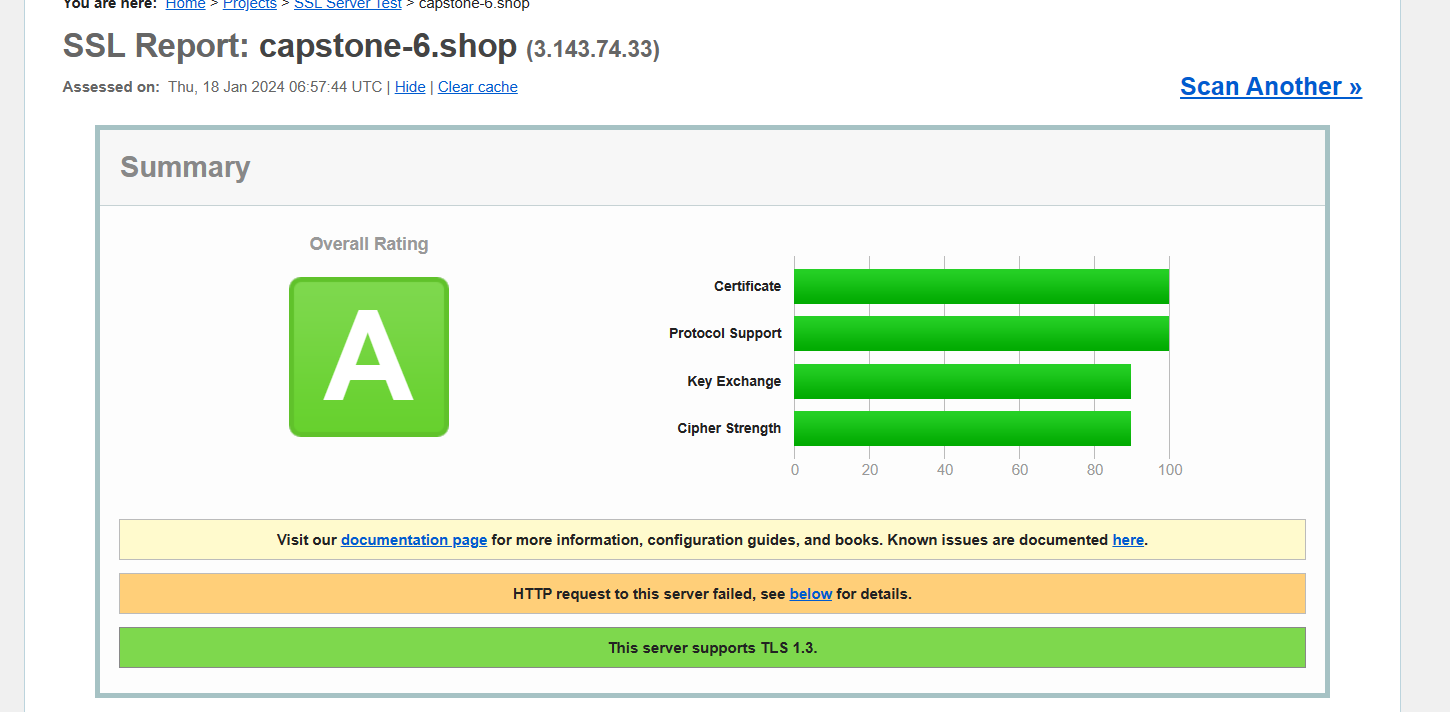 You are here: Home > Projects > SSL Server Test > capstone-6.shop
SSL Report: capstone-6.shop (3.143.74.33)
Assessed on: Thu, 18 Jan 2024 06:57:44 UTC | Hide | Clear cache
Scan Another »
Summary
Overall Rating
A
Certificate
Protocol Support
Key Exchange
Cipher Strength
0 20 40 60 80 100
Visit our documentation page for more information, configuration guides, and books. Known issues are documented here.
HTTP request to this server failed, see below for details.
This server supports TLS 1.3.